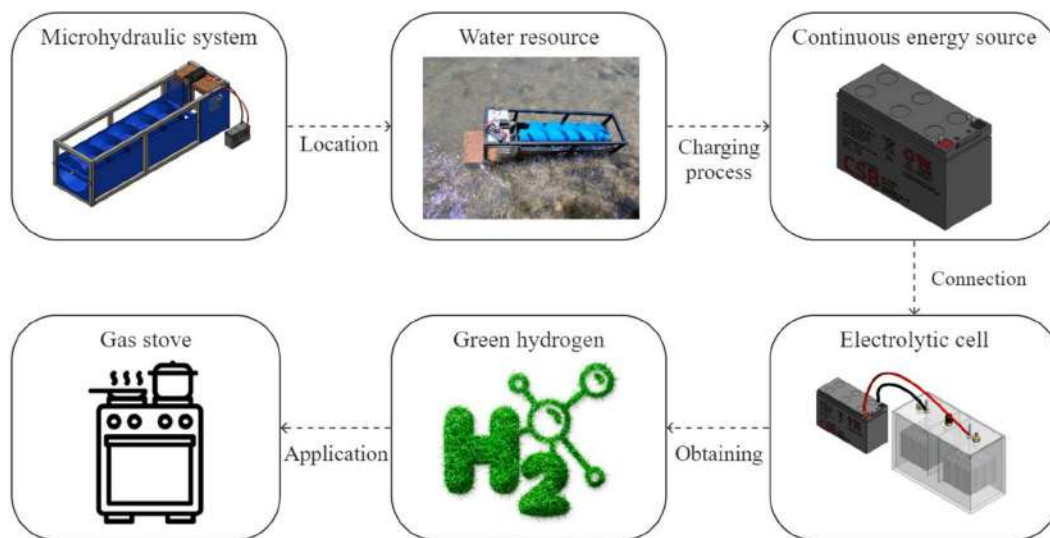 Microhydraulic system
Water resource
Continuous energy source
Location
Charging
process
CSB
Connection
Gas stove
Green hydrogen
Electrolytic cell
H2
Application
Obtaining